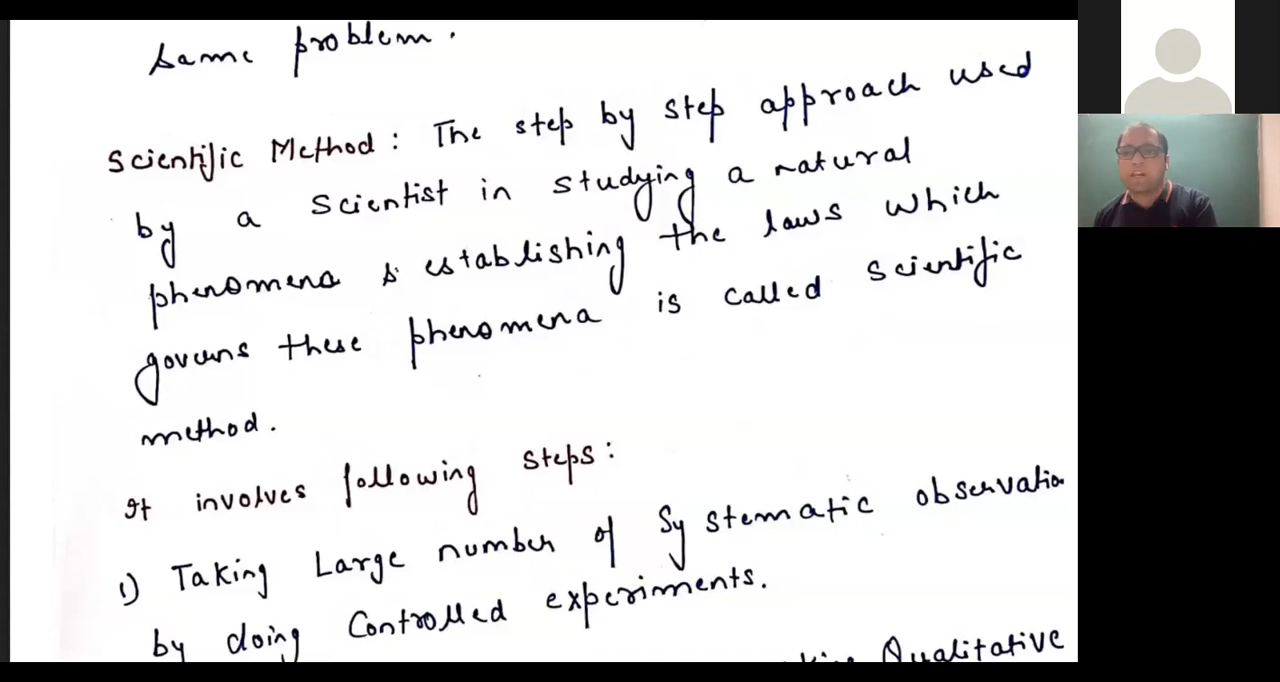 same problem.
Scientific Method: The step by step approach used
by a scientist in studying a natural
phenomena & establishing the laws which
governs these phenomena is called scientific
method.
It involves following steps:
1) Taking Large number of Systematic observation
by doing Controlled experiments.
Qualitative